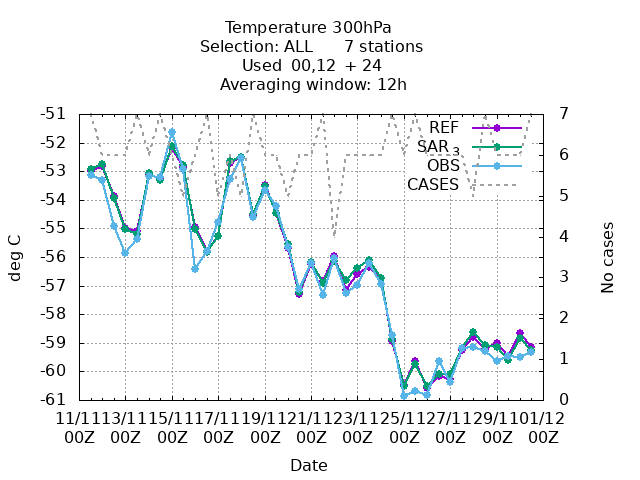 Temperature 300hPa
Selection: ALL 7 stations
Used 00,12 + 24
Averaging window: 12h
-51 7
REF
-52
SAR 3
-53 6
OBS
CASES
-54 5
-55
-56 4
deg C
No cases
-57 3
-58 2
-59
-60 1
-61 0
11/11 13/11 15/11 17/11 19/11 21/11 23/11 25/11 27/11 29/11 01/12
00Z 00Z 00Z 00Z 00Z 00Z 00Z 00Z 00Z 00Z 00Z
Date